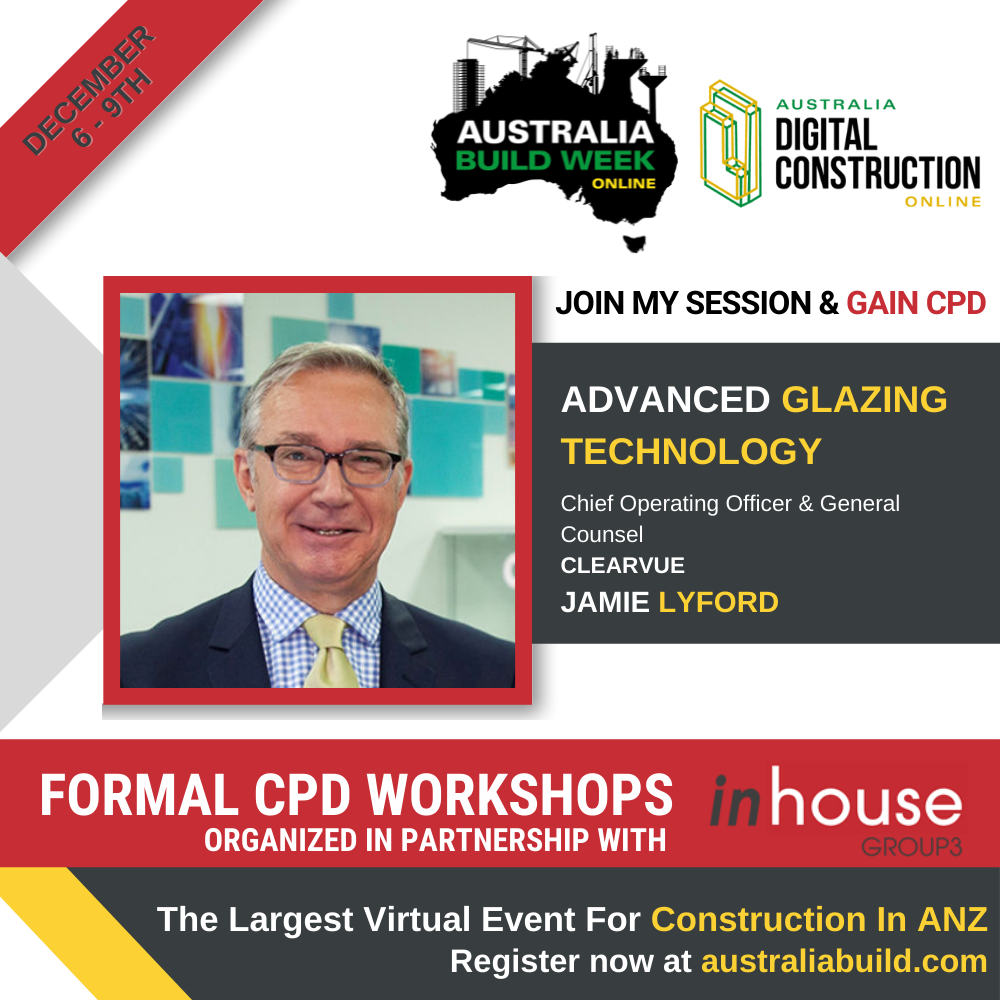 DECEMBER
6 - 9TH
AUSTRALIA
BUILD WEEK
ONLINE
AUSTRALIA
DIGITAL
CONSTRUCTION
ONLINE
JOIN MY SESSION & GAIN CPD
ADVANCED GLAZING
TECHNOLOGY
Chief Operating Officer & General
Counsel
CLEARVUE
JAMIE LYFORD
FORMAL CPD WORKSHOPS
ORGANIZED IN PARTNERSHIP WITH
inhouse
GROUP3
The Largest Virtual Event For Construction In ANZ
Register now at australiabuild.com